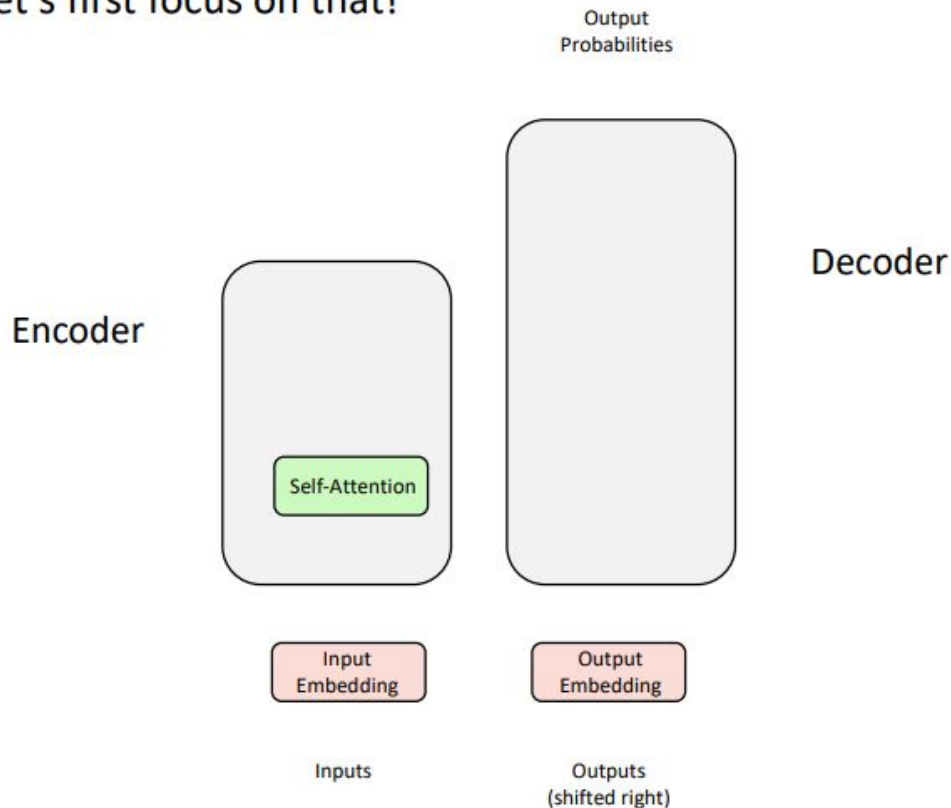 et's first focus on that!
Output
Probabilities
Decoder
Encoder
Self-Attention
Input
Embedding
Output
Embedding
Inputs
Outputs
(shifted right)